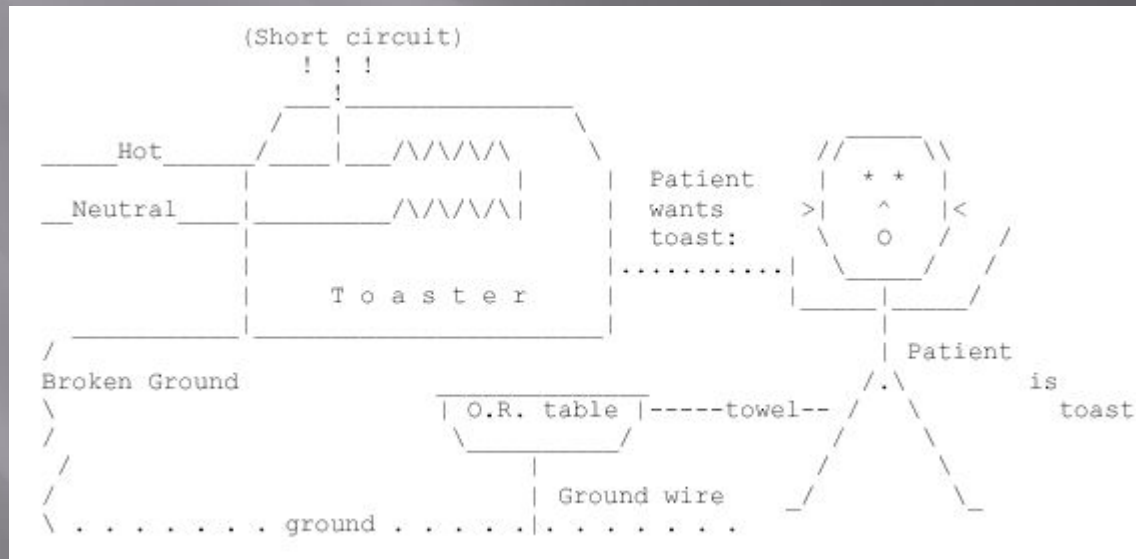 (Short circuit)
! ! !
!
Hot
Patient
Neutral
wants
toast:
T o a s t e r
Patient
Broken Ground
is
O.R. table
towel
toast
Ground wire
ground